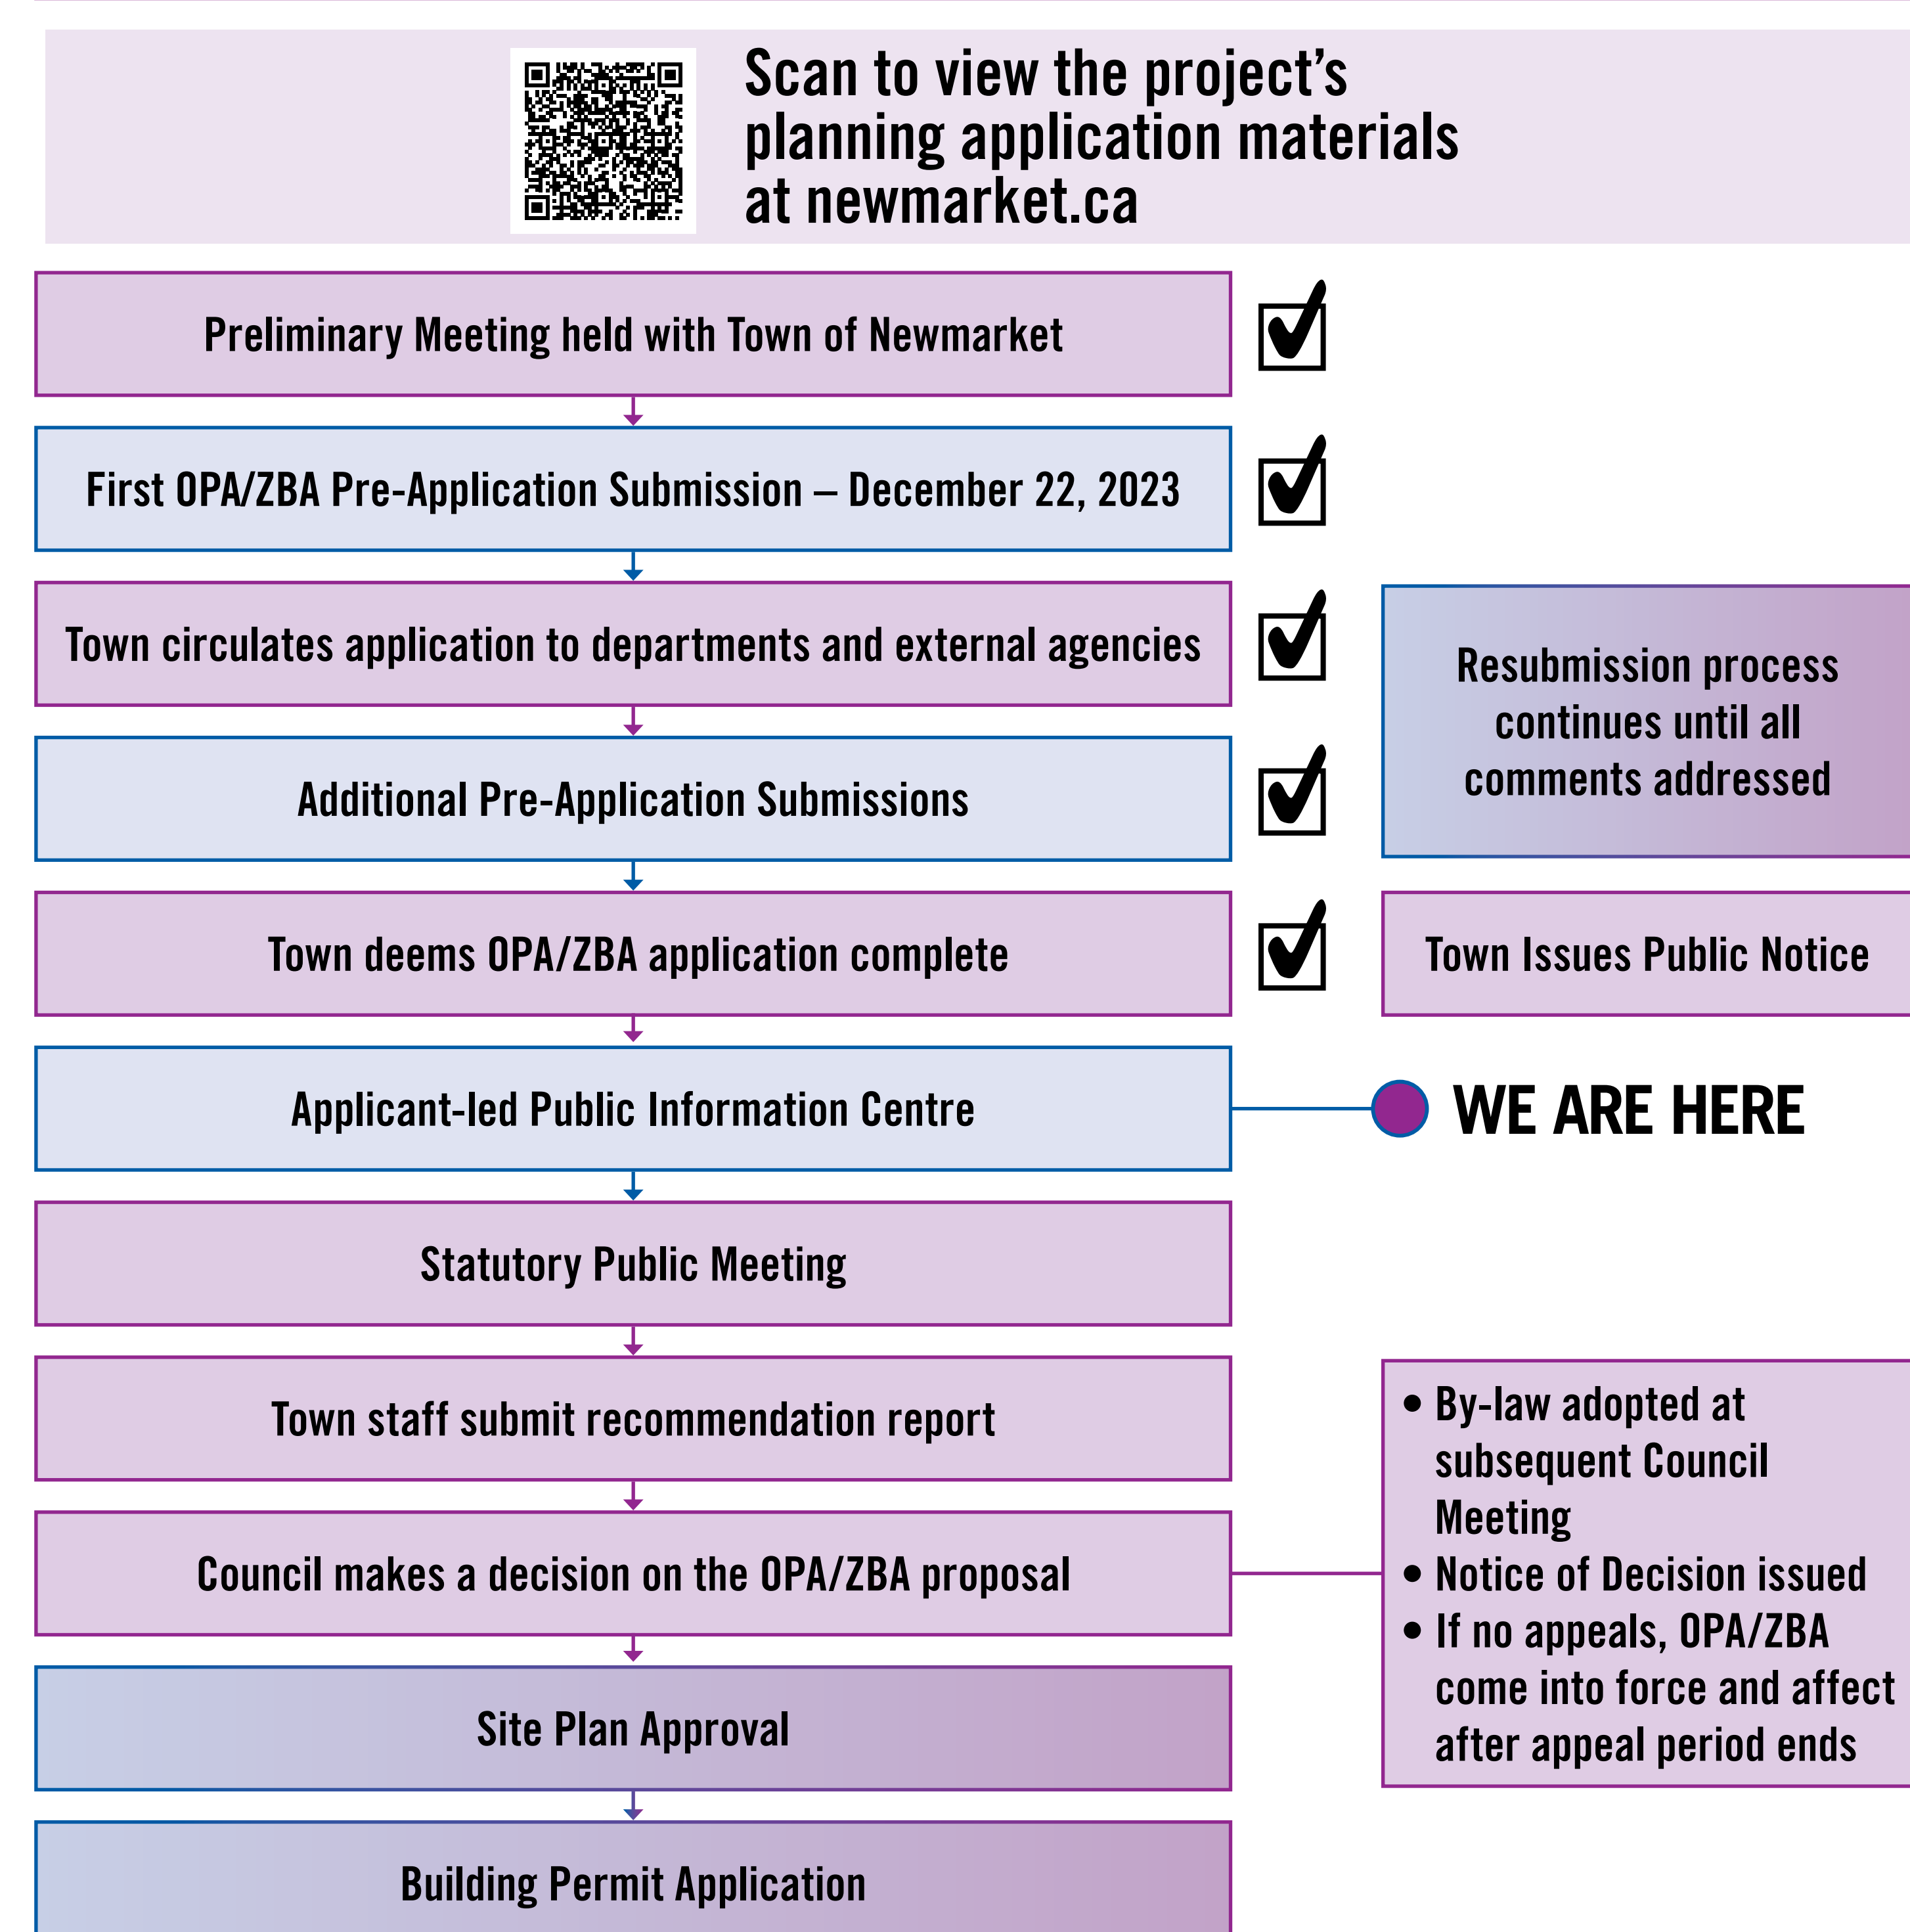 Scan to view the project’s
planning application materials
at newmarket.ca
Preliminary Meeting held with Town of Newmarket
First OPA/ZBA Pre-Application Submission – December 22, 2023
Town circulates application to departments and external agencies
Resubmission process
continues until all
comments addressed
Additional Pre-Application Submissions
Town deems OPA/ZBA application complete
Town Issues Public Notice
Applicant-led Public Information Centre
WE ARE HERE
Statutory Public Meeting
Town staff submit recommendation report
Council makes a decision on the OPA/ZBA proposal
• By-law adopted at
subsequent Council
Meeting
• Notice of Decision issued
• If no appeals, OPA/ZBA
come into force and affect
after appeal period ends
Site Plan Approval
Building Permit Application